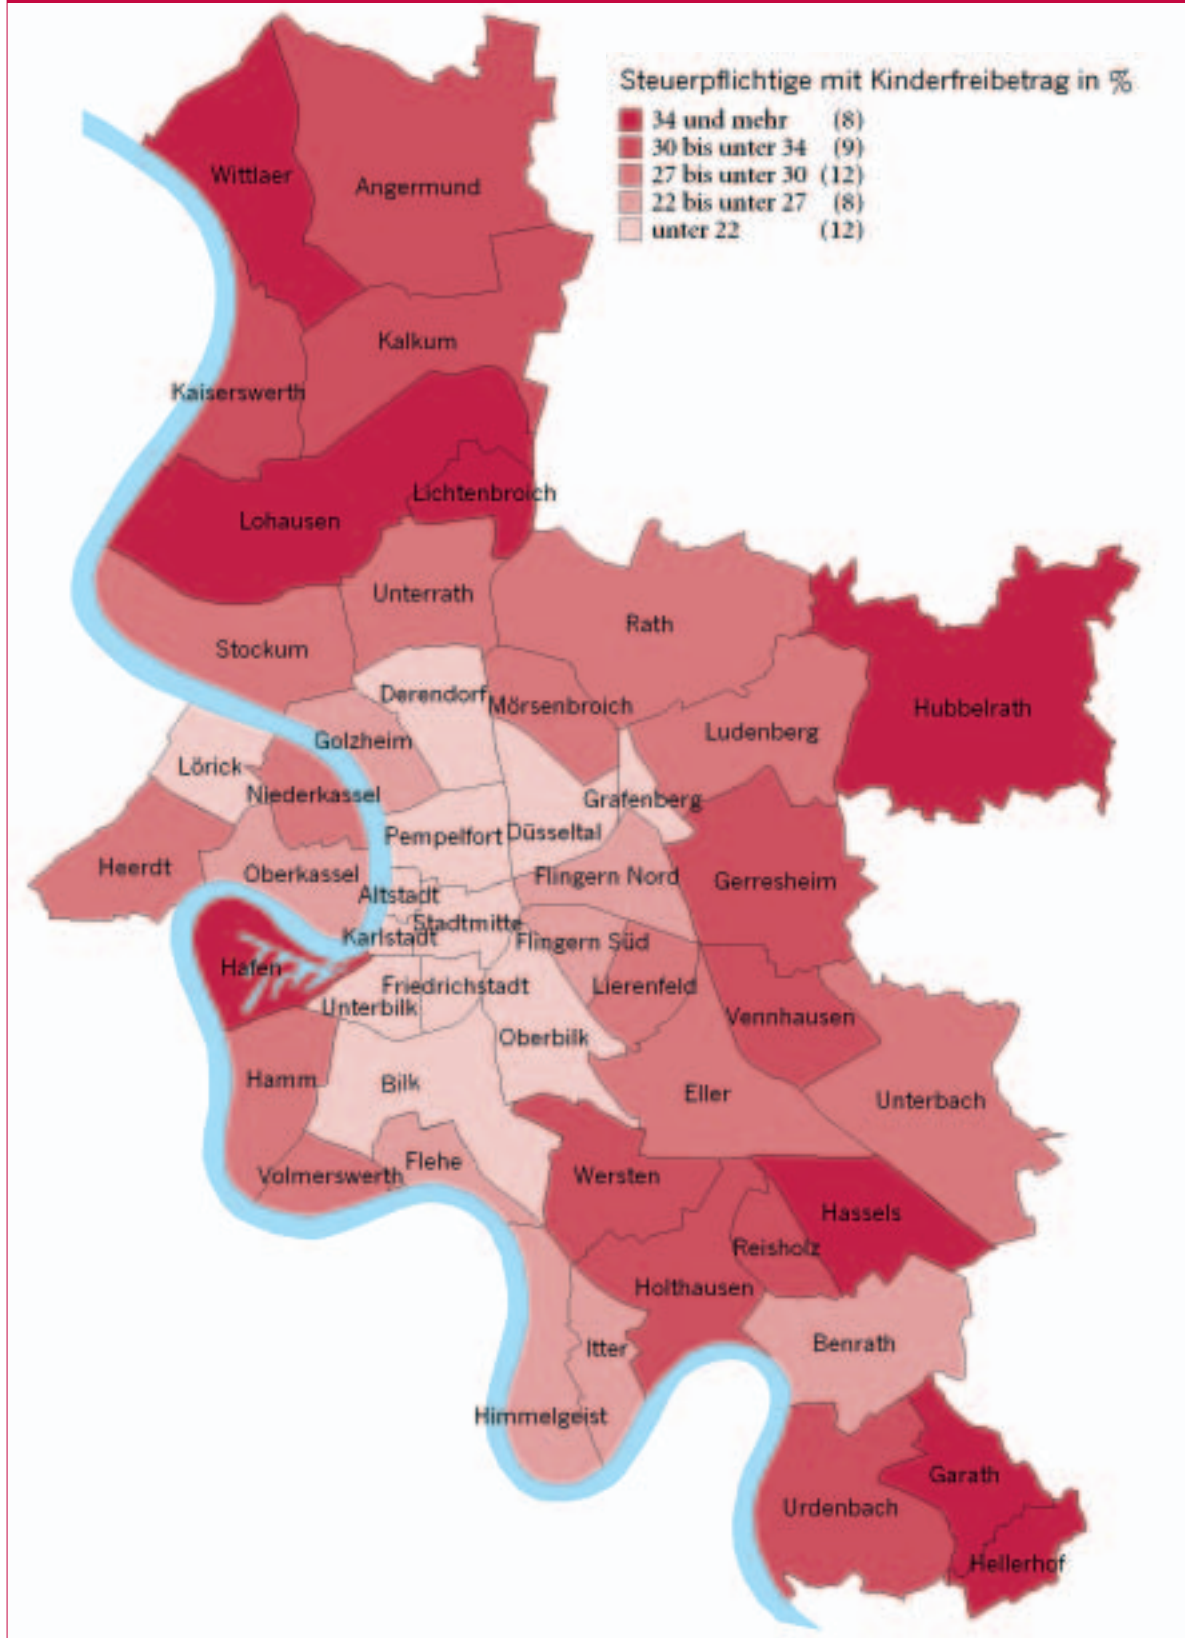 Steuerpflichtige mit Kinderfreibetrag in %
34 und mehr (8)
30 bis unter 34 (9)
27 bis unter 30 (12)
22 bis unter 27 (8)
unter 22 (12)
Wittlaer
Angermund
Kalkum
Kaiserswerth
Lichtenbroich
Lohausen
Unterrath
Rath
Stockum
Derendorf
Mörsenbroich
Hubbelrath
Ludenberg
Golzheim
Lörick
Niederkassel
Grafenberg
Pempelfort
Düsseltal
Heerdt
Oberkassel
Flingern Nord
Gerresheim
Altstadt
Stadtmitte
Karlstadt
Flingern Süd
Hafen
Friedrichstadt
Lierenfeld
Unterbilk
Vennhausen
Oberbilk
Hamm
Bilk
Eller
Unterbach
Flehe
Volmerswerth
Wersten
Hassels
Reisholz
Holthausen
Itter
Benrath
Himmelgeist
Garath
Urdenbach
Hellerhof